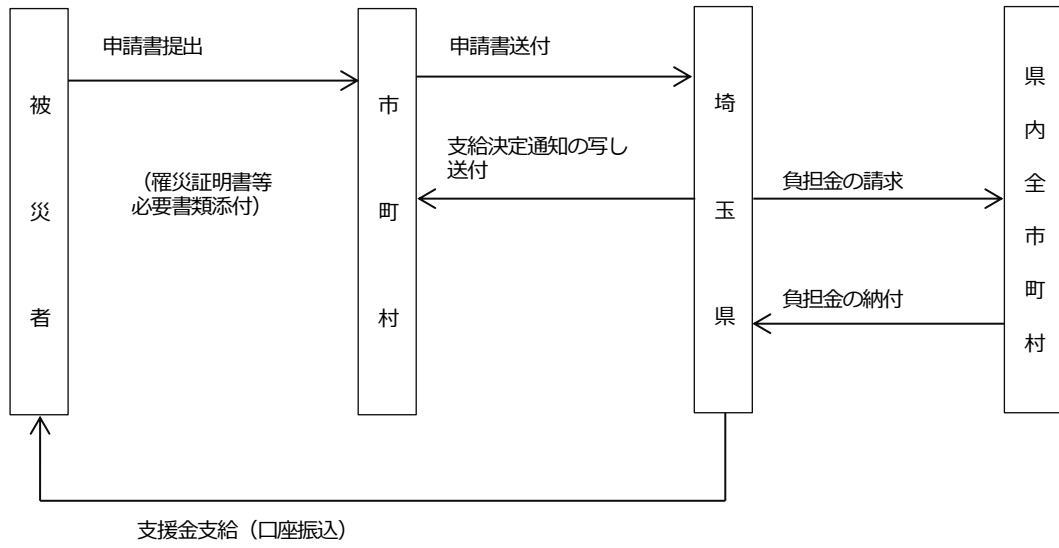 申請書提出
申請書送付
被災者
市町村
埼玉県
県内全市町村
(罹災証明書等
必要書類添付)
支給決定通知の写し
送付
負担金の請求
負担金の納付
支援金支給(口座振込)